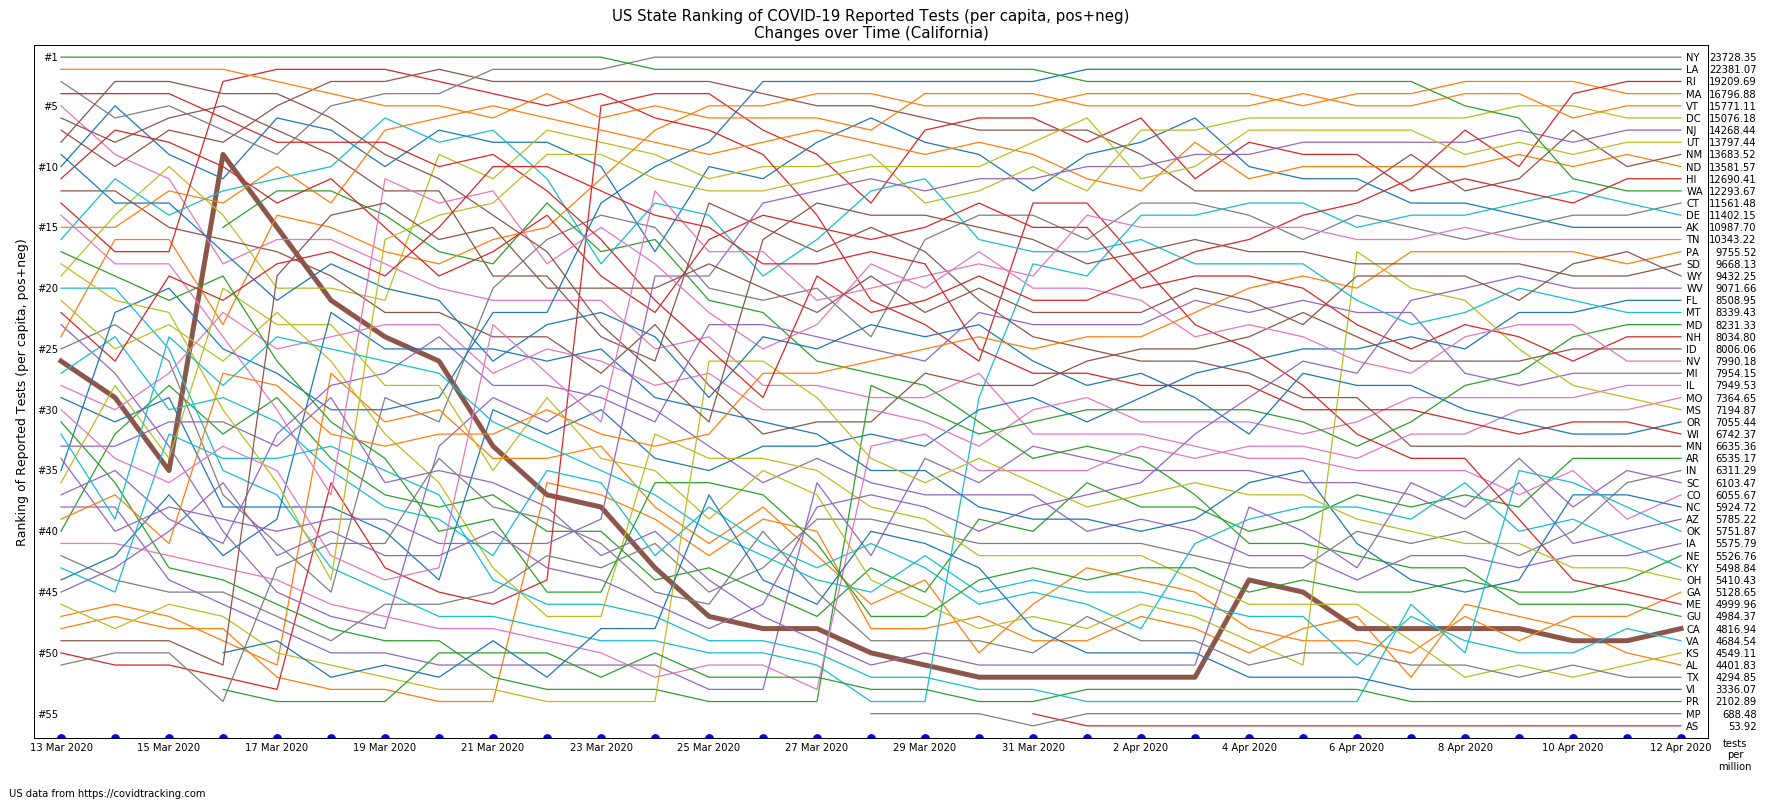 US State Ranking of COVID-19 Reported Tests (per capita, pos+neg)
Changes over Time (California)
Ranking of Reported Tests (per capita, pos+neg)
#1
#5
#10
#15
#20
#25
#30
#35
#40
#45
#50
#55
NY 23728.35
LA 22381.07
RI 19209.69
MA 16796.88
VT 15771.11
DC 15076.18
NJ 14268.44
UT 13797.44
NM 13683.52
ND 13581.57
HI 12690.41
WA 12293.67
CT 11561.48
DE 11402.15
AK 10987.70
TN 10343.22
PA 9755.52
SD 9668.13
WY 9432.25
WV 9071.66
FL 8508.95
MT 8339.43
MD 8231.33
NH 8034.80
ID 8006.06
NV 7990.18
MI 7954.15
IL 7949.53
MO 7364.65
MS 7194.87
OR 7055.44
WI 6742.37
MN 6635.36
AR 6535.17
IN 6311.29
SC 6103.47
CO 6055.67
NC 5924.72
AZ 5785.22
OK 5751.87
IA 5575.79
NE 5526.76
KY 5498.84
OH 5410.43
GA 5128.65
ME 4999.96
GU 4984.37
CA 4816.94
VA 4684.54
KS 4549.11
AL 4401.83
TX 4294.85
VI 3336.07
PR 2102.89
MP 688.48
AS 53.92
13 Mar 2020 15 Mar 2020 17 Mar 2020 19 Mar 2020 21 Mar 2020 23 Mar 2020 25 Mar 2020 27 Mar 2020 29 Mar 2020 31 Mar 2020 2 Apr 2020 4 Apr 2020 6 Apr 2020 8 Apr 2020 10 Apr 2020 12 Apr 2020
tests
per
million
US data from https://covidtracking.com